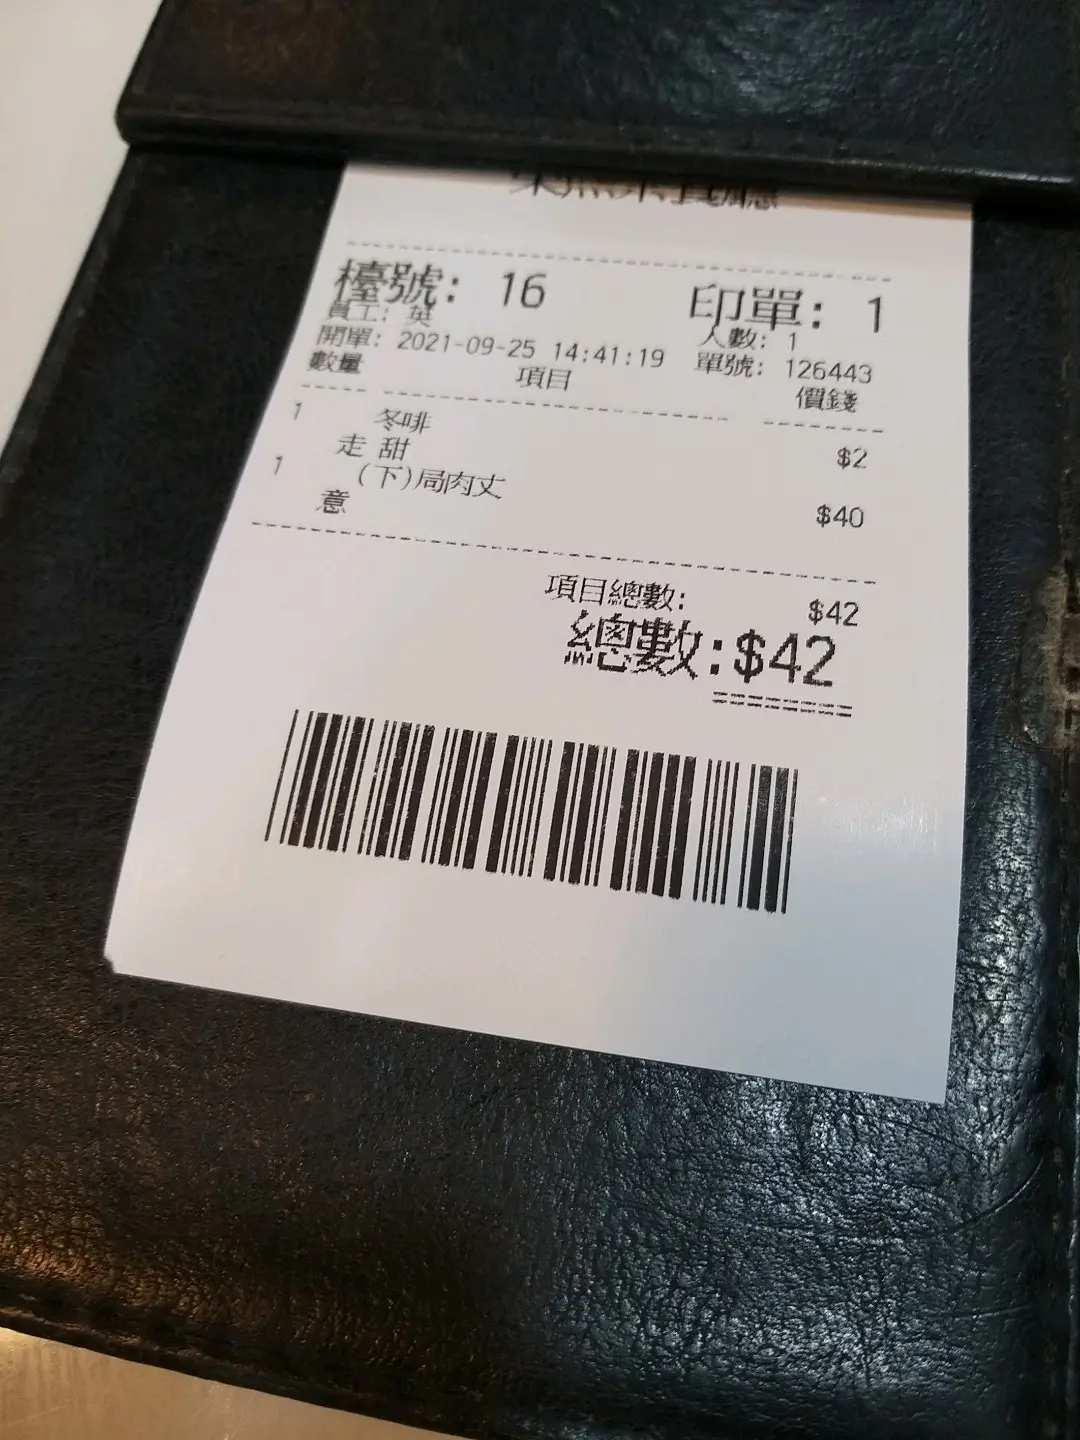 檯號: 16 印單: 1
員工: 英 人數: 1
開單: 2021-09-25 14:41:19 單號: 126443
數量 項目 價錢
1 冬啡 $2
走 甜
1 (下)局肉丈 $40
意
項目總數: $42
總數:$42